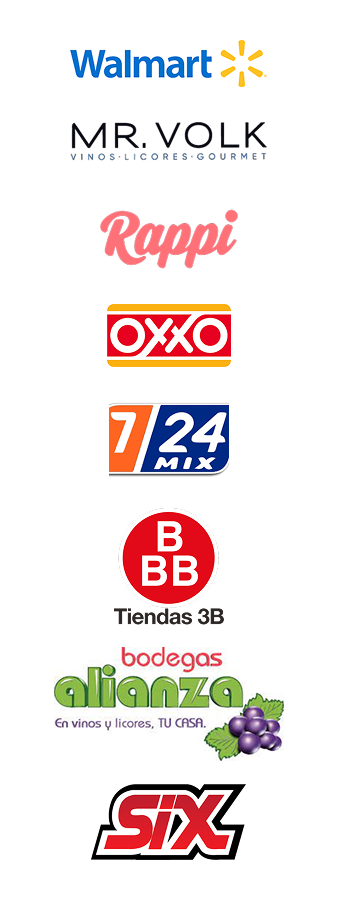 Walmart
MR. VOLK
VINOS·LICORES·GOURMET
Rappi
OXXO
7/24
MIX
B
BB
Tiendas 3B
bodegas
alianza
En vinos y licores, TU CASA.
SiX